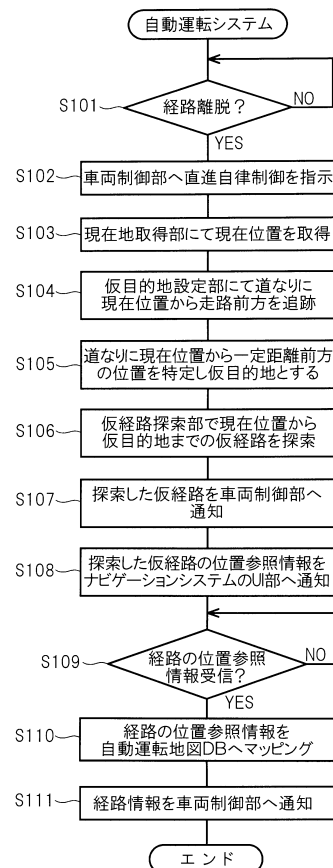 自動運転システム
S101
経路離脱？
NO
YES
S102
車両制御部へ直進自律制御を指示
S103
現在地取得部にて現在位置を取得
S104
仮目的地設定部にて道なりに
現在位置から走路前方を追跡
S105
道なりに現在位置から一定距離前方
の位置を特定し仮目的地とする
S106
仮経路探索部で現在位置から
仮目的地までの仮経路を探索
S107
探索した仮経路を車両制御部へ
通知
S108
探索した仮経路の位置参照情報を
ナビゲーションシステムのUI部へ通知
S109
経路の位置参照
情報受信？
NO
YES
S110
経路の位置参照情報を
自動運転地図DBへマッピング
S111
経路情報を車両制御部へ通知
エンド